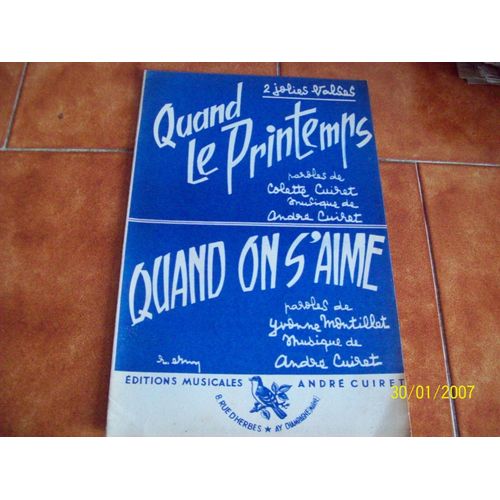 2 jolies Valses
Quand
Le Printemps
paroles de
Colette Cuiret
musique de
André Cuiret
QUAND ON S'AIME
paroles de
Yvonne Montillet
Musique de
André Cuiret
ÉDITIONS MUSICALES ANDRÉ CUIRET
8 RUE D'HERBES ★ AY CHAMPAGNE
30/01/2007